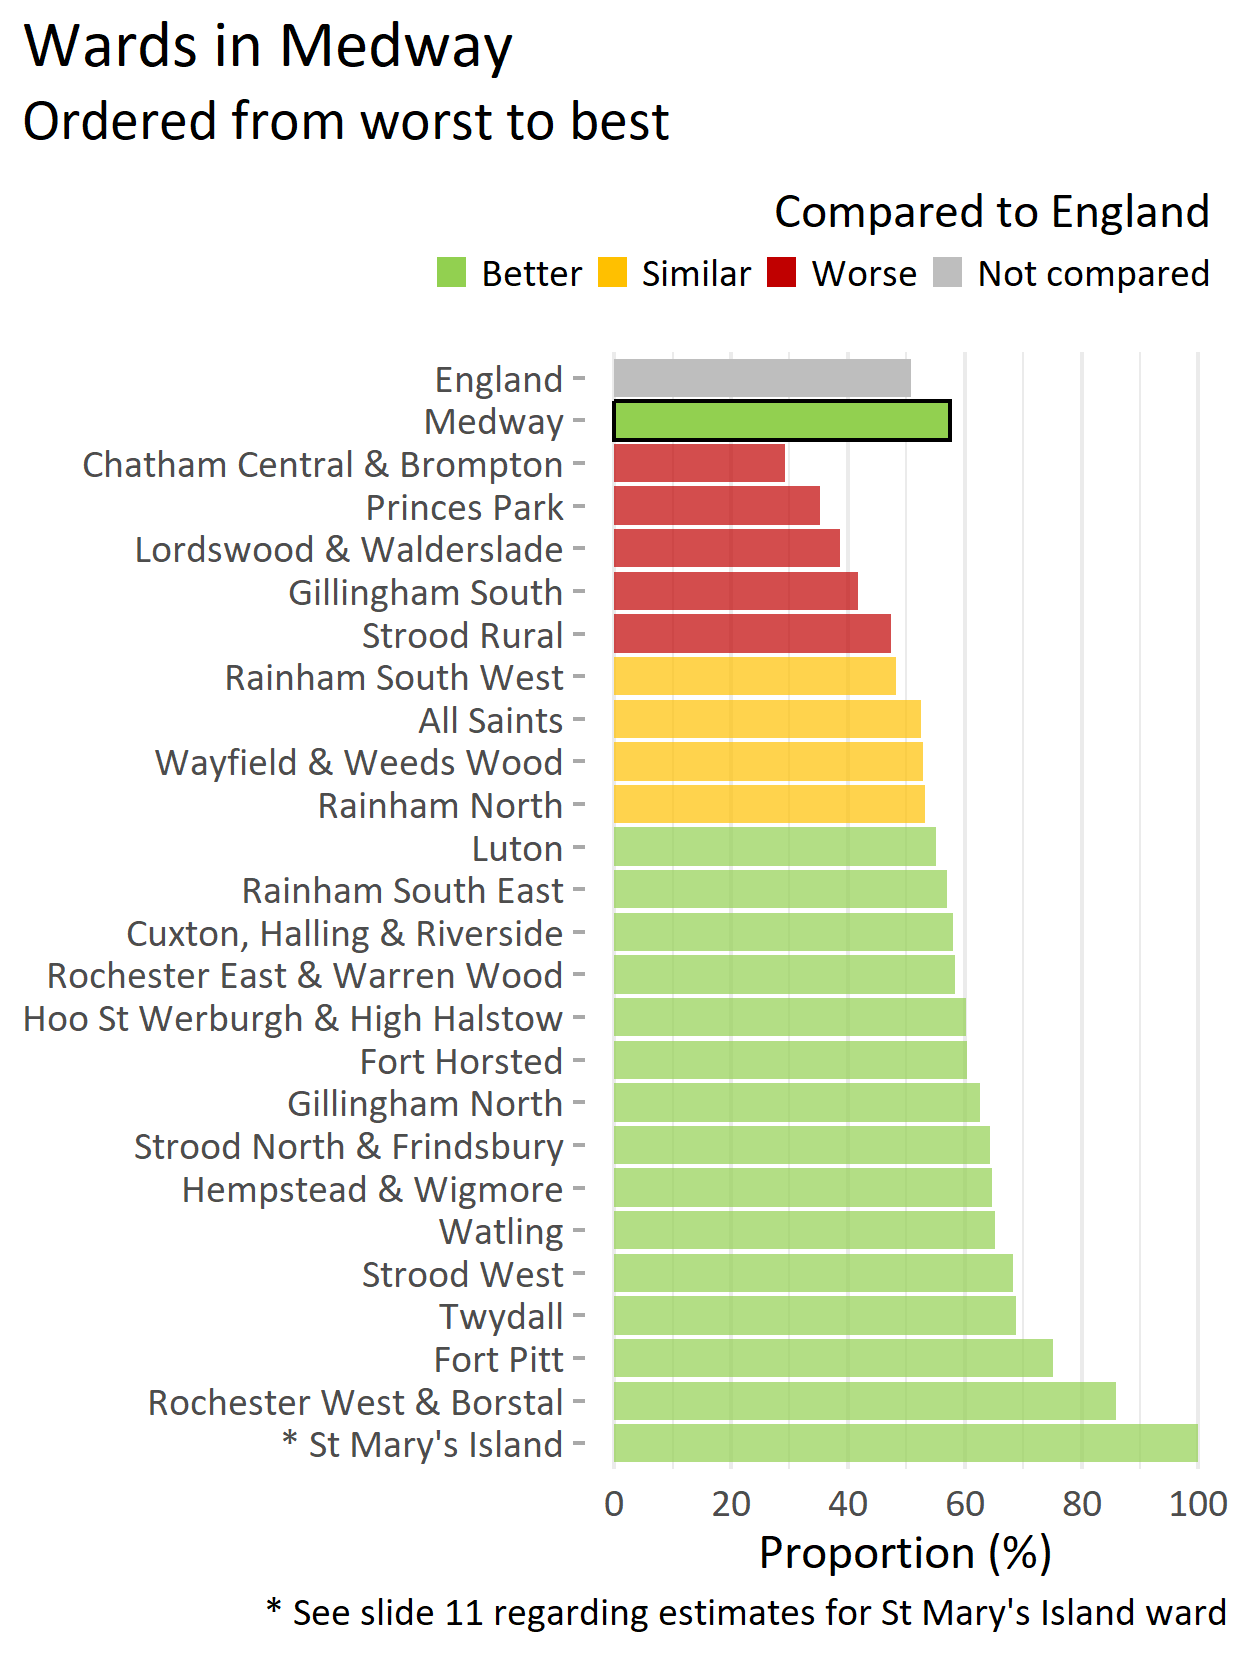 Wards in Medway
Ordered from worst to best
Compared to England
Better Similar Worse Not compared
England
Medway
Chatham Central & Brompton
Princes Park
Lordswood & Walderslade
Gillingham South
Strood Rural
Rainham South West
All Saints
Wayfield & Weeds Wood
Rainham North
Luton
Rainham South East
Cuxton, Halling & Riverside
Rochester East & Warren Wood
Hoo St Werburgh & High Halstow
Fort Horsted
Gillingham North
Strood North & Frindsbury
Hempstead & Wigmore
Watling
Strood West
Twydall
Fort Pitt
Rochester West & Borstal
* St Mary's Island
0 20 40 60 80 100
Proportion (%)
* See slide 11 regarding estimates for St Mary's Island ward